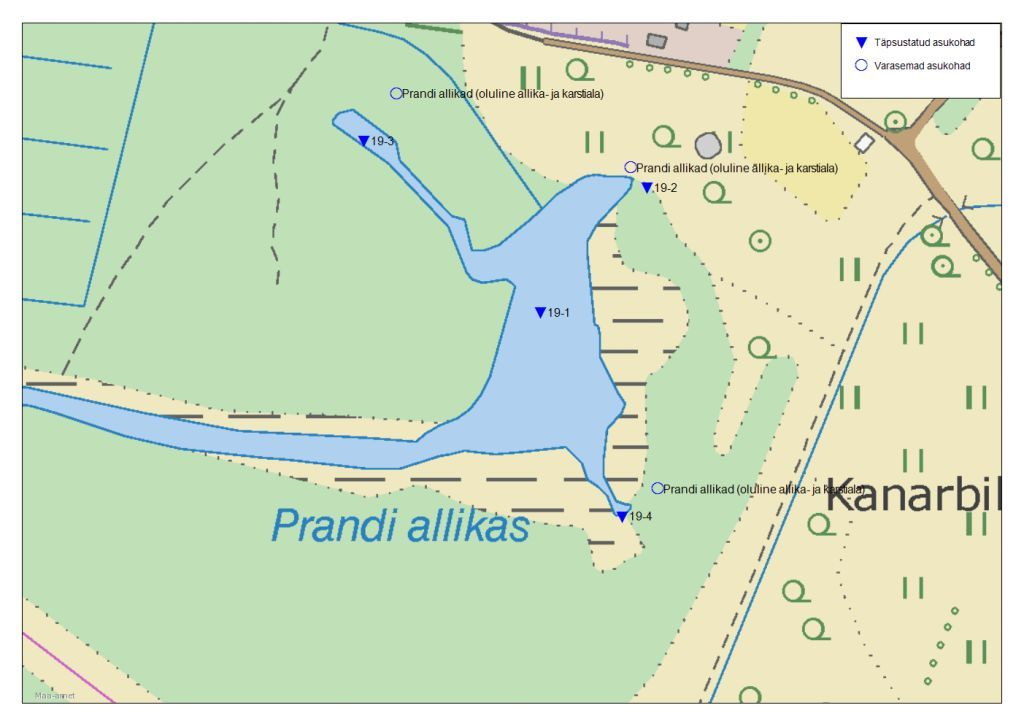 Täpsustatud asukohad
Varasemad asukohad
Prandi allikad (oluline allika- ja karstiala)
19-3
Prandi allikad (oluline allika- ja karstiala)
19-2
19-1
Prandi allikad (oluline allika- ja karstiala)
Kanarbil
19-4
Prandi allikas
Maa-amet